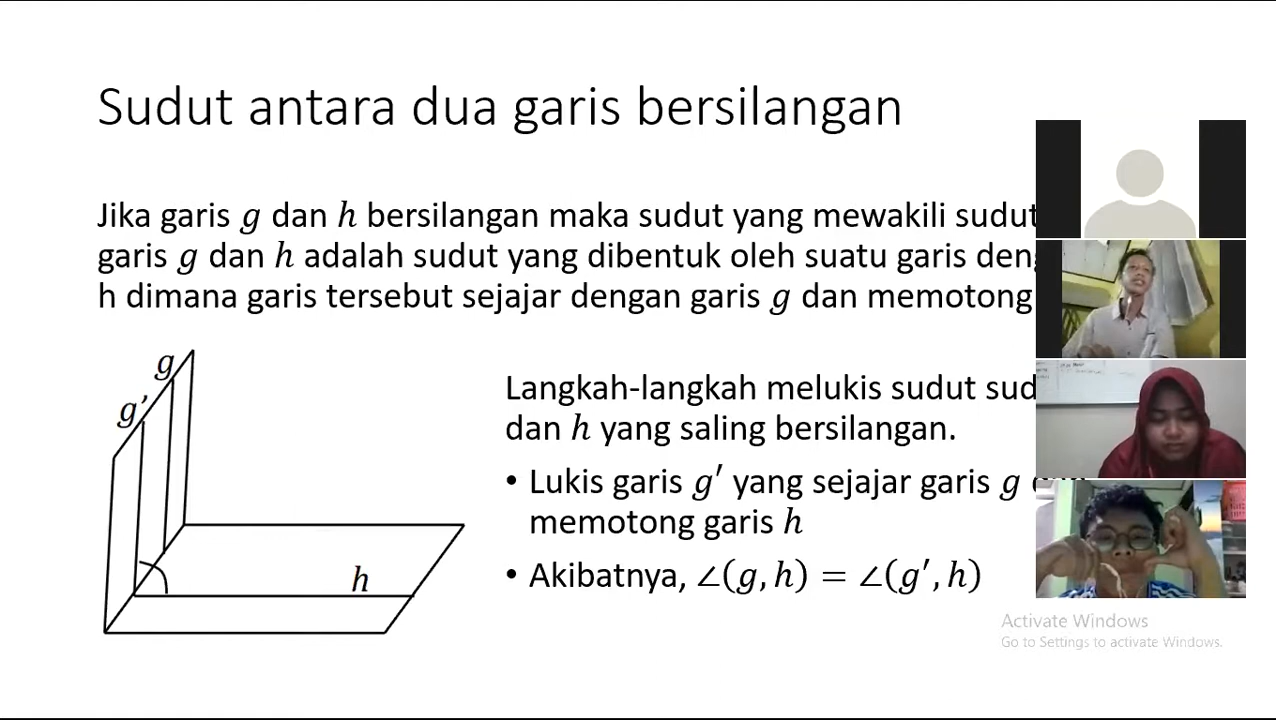 Sudut antara dua garis bersilangan
Jika garis g dan h bersilangan maka sudut yang mewakili sudut
garis g dan h adalah sudut yang dibentuk oleh suatu garis
h dimana garis tersebut sejajar dengan garis g dan memotong
g
g′
h
Langkah-langkah melukis sudut
dan h yang saling bersilangan.
• Lukis garis g′ yang sejajar garis g
memotong garis h
• Akibatnya, ∠(g, h) = ∠(g′, h)
Activate Windows
Go to Settings to activate Windows.